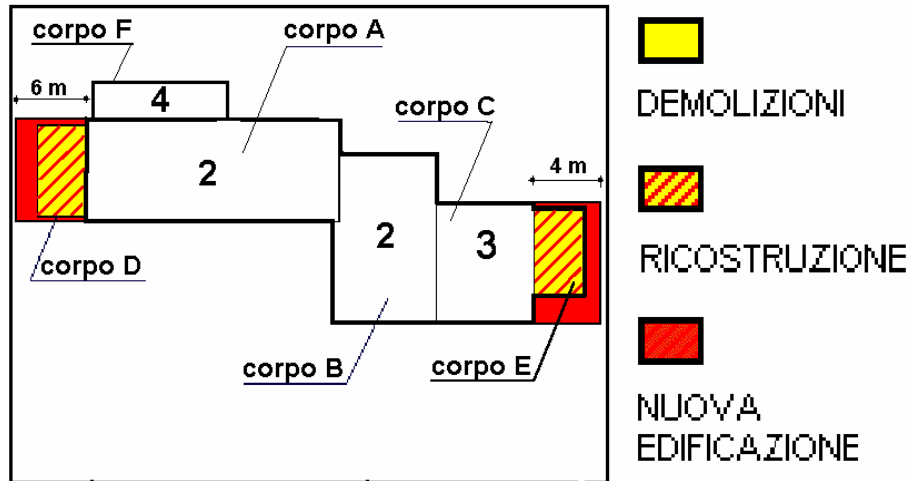 corpo F
corpo A
6 m
4
corpo C
4 m
2
2
3
corpo D
corpo B
corpo E
DEMOLIZIONI
RICOSTRUZIONE
NUOVA
EDIFICAZIONE